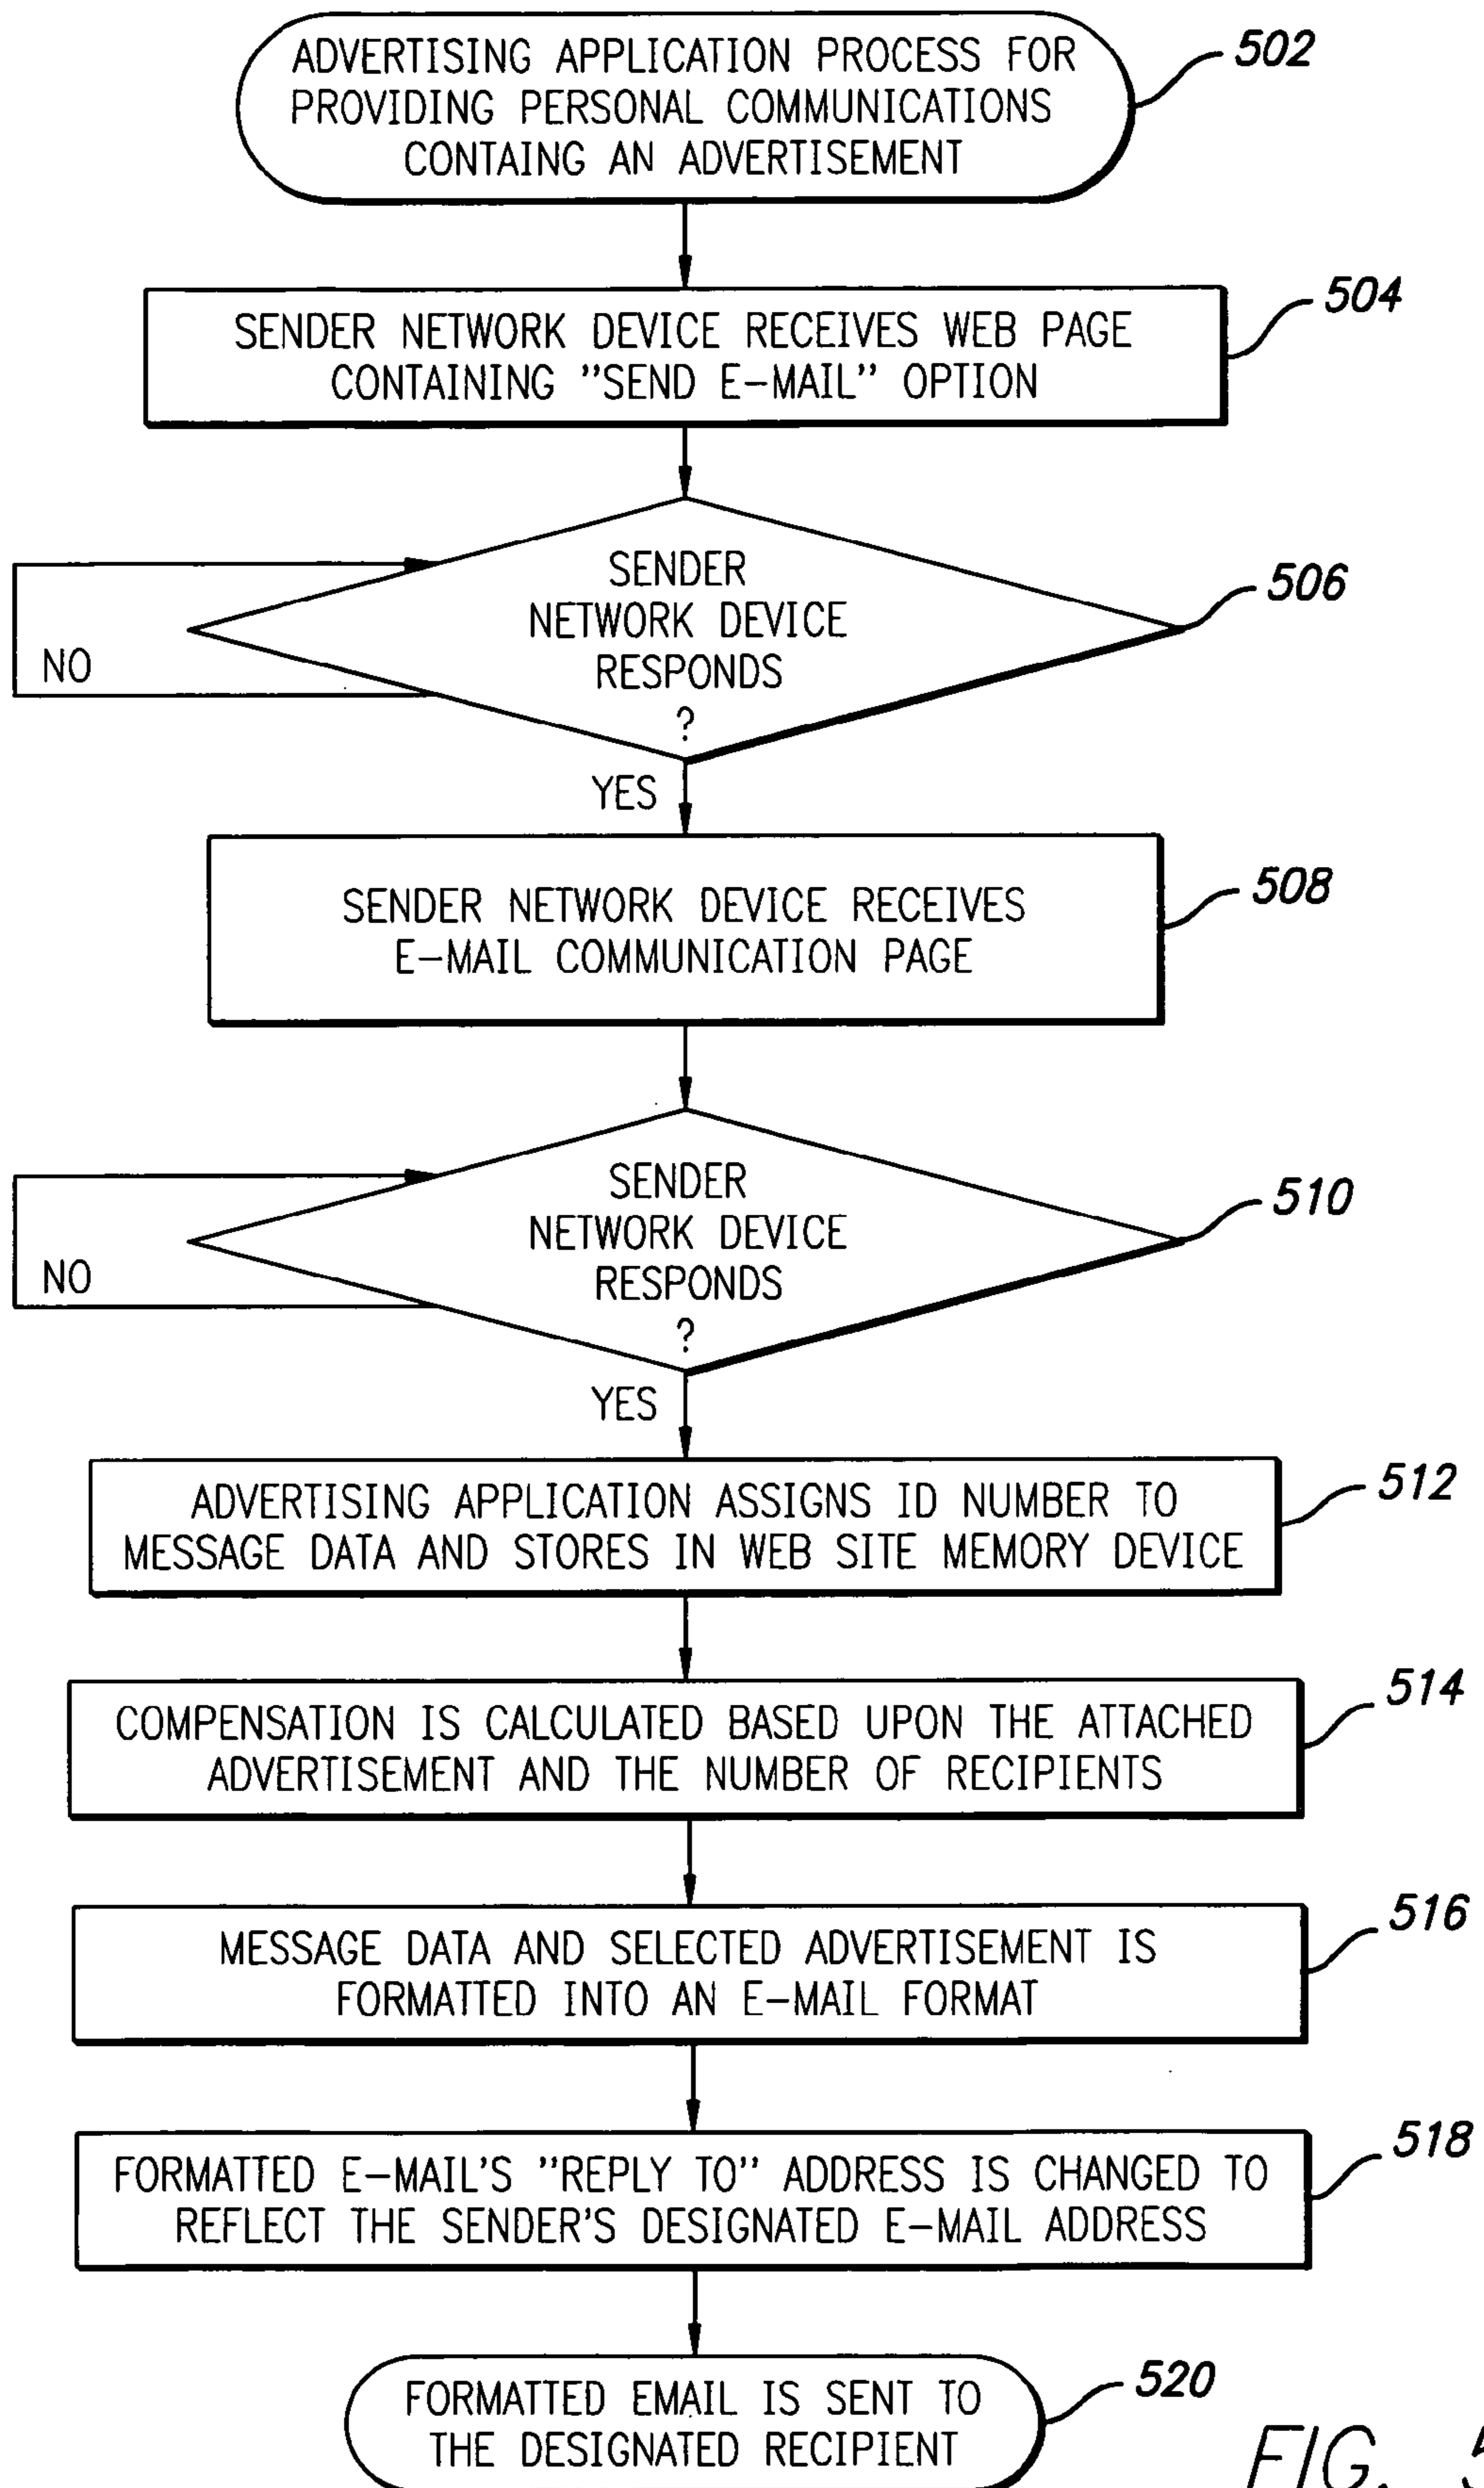 ADVERTISING APPLICATION PROCESS FOR
PROVIDING PERSONAL COMMUNICATIONS
CONTAING AN ADVERTISEMENT
502
SENDER NETWORK DEVICE RECEIVES WEB PAGE
CONTAINING "SEND E-MAIL" OPTION
504
SENDER
NETWORK DEVICE
RESPONDS
?
506
NO
YES
SENDER NETWORK DEVICE RECEIVES
E-MAIL COMMUNICATION PAGE
508
SENDER
NETWORK DEVICE
RESPONDS
?
510
NO
YES
ADVERTISING APPLICATION ASSIGNS ID NUMBER TO
MESSAGE DATA AND STORES IN WEB SITE MEMORY DEVICE
512
COMPENSATION IS CALCULATED BASED UPON THE ATTACHED
ADVERTISEMENT AND THE NUMBER OF RECIPIENTS
514
MESSAGE DATA AND SELECTED ADVERTISEMENT IS
FORMATTED INTO AN E-MAIL FORMAT
516
FORMATTED E-MAIL'S "REPLY TO" ADDRESS IS CHANGED TO
REFLECT THE SENDER'S DESIGNATED E-MAIL ADDRESS
518
FORMATTED EMAIL IS SENT TO
THE DESIGNATED RECIPIENT
520
FIG. 5